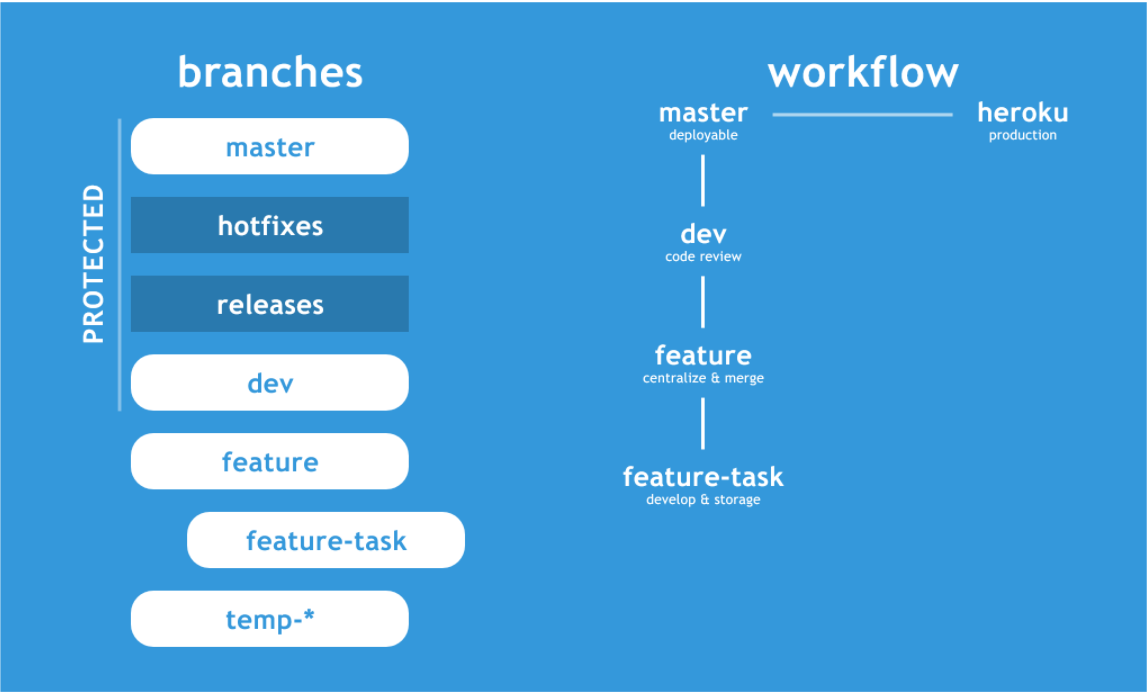 branches
PROTECTED
master
hotfixes
releases
dev
feature
feature-task
temp-*
workflow
master
deployable
heroku
production
dev
code review
feature
centralize & merge
feature-task
develop & storage